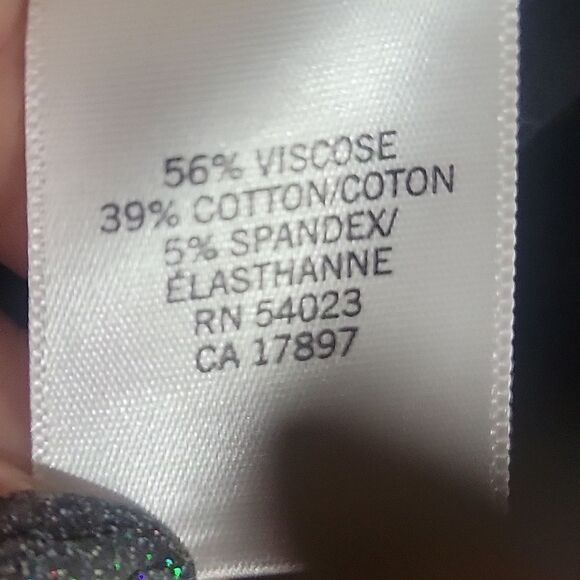 56% VISCOSE
39% COTTON/COTON
5% SPANDEX/
ÉLASTHANNE
RN 54023
CA 17897